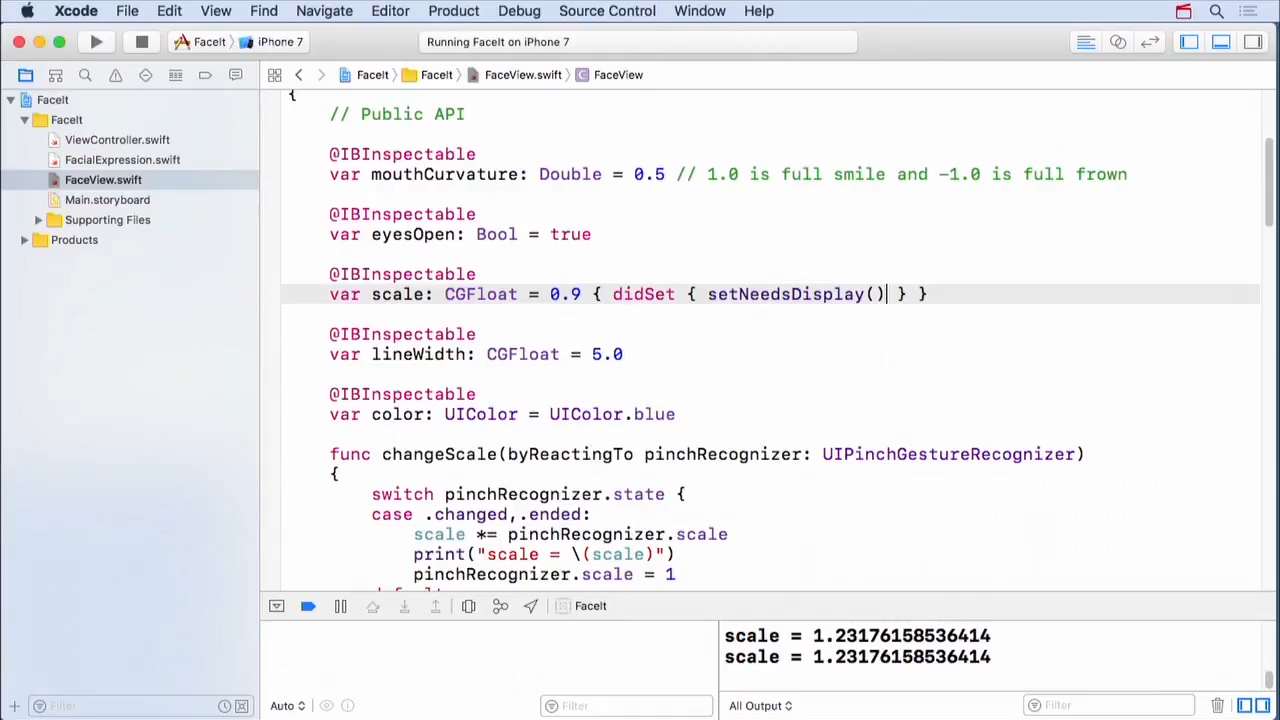 Xcode File Edit View Find Navigate Editor Product Debug Source Control Window Help
FaceIt iPhone 7 Running FaceIt on iPhone 7
FaceIt FaceIt FaceView.swift C FaceView
FaceIt
FaceIt
ViewController.swift
FacialExpression.swift
FaceView.swift
Main.storyboard
Supporting Files
Products
{
// Public API
@IBInspectable
var mouthCurvature: Double = 0.5 // 1.0 is full smile and -1.0 is full frown
@IBInspectable
var eyesOpen: Bool = true
@IBInspectable
var scale: CGFloat = 0.9 { didSet { setNeedsDisplay() } }
@IBInspectable
var lineWidth: CGFloat = 5.0
@IBInspectable
var color: UIColor = UIColor.blue
func changeScale(byReactingTo pinchRecognizer: UIPinchGestureRecognizer)
{
switch pinchRecognizer.state {
case .changed,.ended:
scale *= pinchRecognizer.scale
print("scale = \(scale)")
pinchRecognizer.scale = 1
FaceIt
scale = 1.23176158536414
scale = 1.23176158536414
Filter Auto Filter All Output Filter